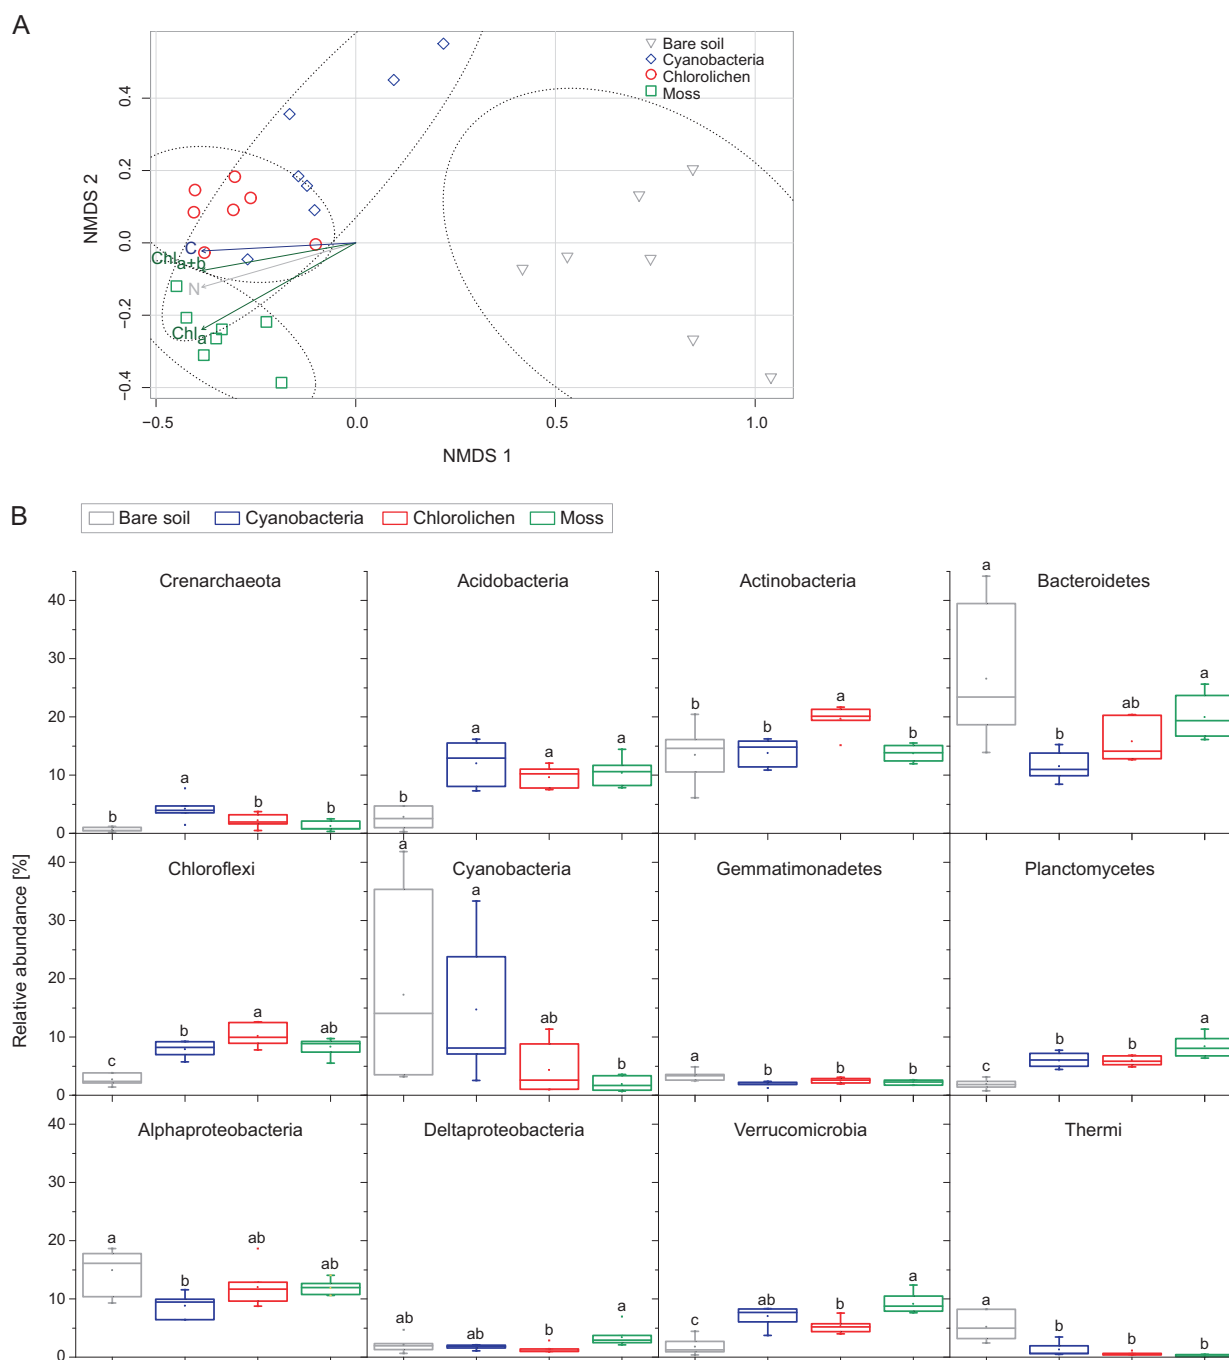 A
Bare soil
Cyanobacteria
Chlorolichen
Moss
0.4
0.2
0.0
−0.2
−0.4
NMDS 2
C
Chla+b
N
Chla
−0.5
0.0
0.5
1.0
NMDS 1
B
Bare soil Cyanobacteria Chlorolichen Moss
Relative abundance [%]
Crenarchaeota Acidobacteria Actinobacteria Bacteroidetes
40
30
20
10
0
b a b b
b a a a
b b a b
a b ab a
Chloroflexi Cyanobacteria Gemmatimonadetes Planctomycetes
40
30
20
10
0
c b a ab
a a ab b
a b b b
c b b a
Alphaproteobacteria Deltaproteobacteria Verrucomicrobia Thermi
40
30
20
10
0
a b ab ab
ab ab b a
c ab b a
a b b b